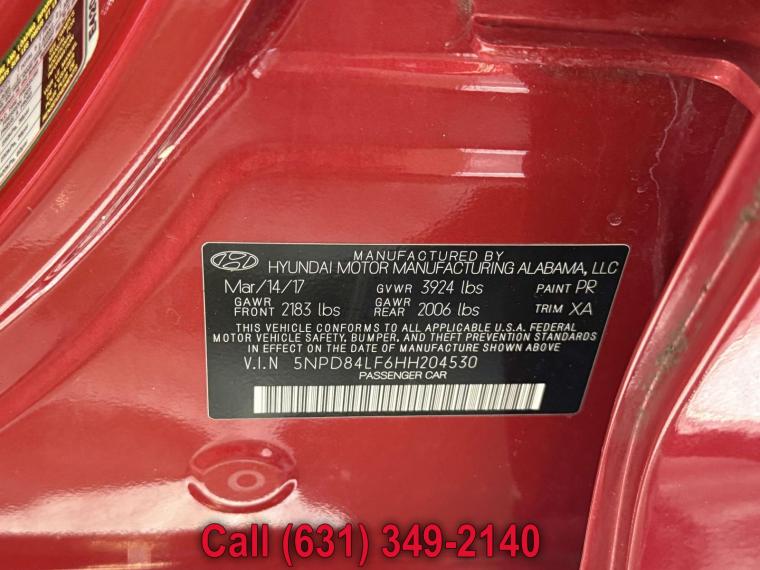 MANUFACTURED BY
HYUNDAI MOTOR MANUFACTURING ALABAMA, LLC
Mar/14/17 GVWR 3924 lbs PAINT PR
GAWR FRONT 2183 lbs GAWR REAR 2006 lbs TRIM XA
THIS VEHICLE CONFORMS TO ALL APPLICABLE U.S.A. FEDERAL
MOTOR VEHICLE SAFETY, BUMPER, AND THEFT PREVENTION STANDARDS
IN EFFECT ON THE DATE OF MANUFACTURE SHOWN ABOVE
V.I.N 5NPD84LF6HH204530
PASSENGER CAR
Call (631) 349-2140